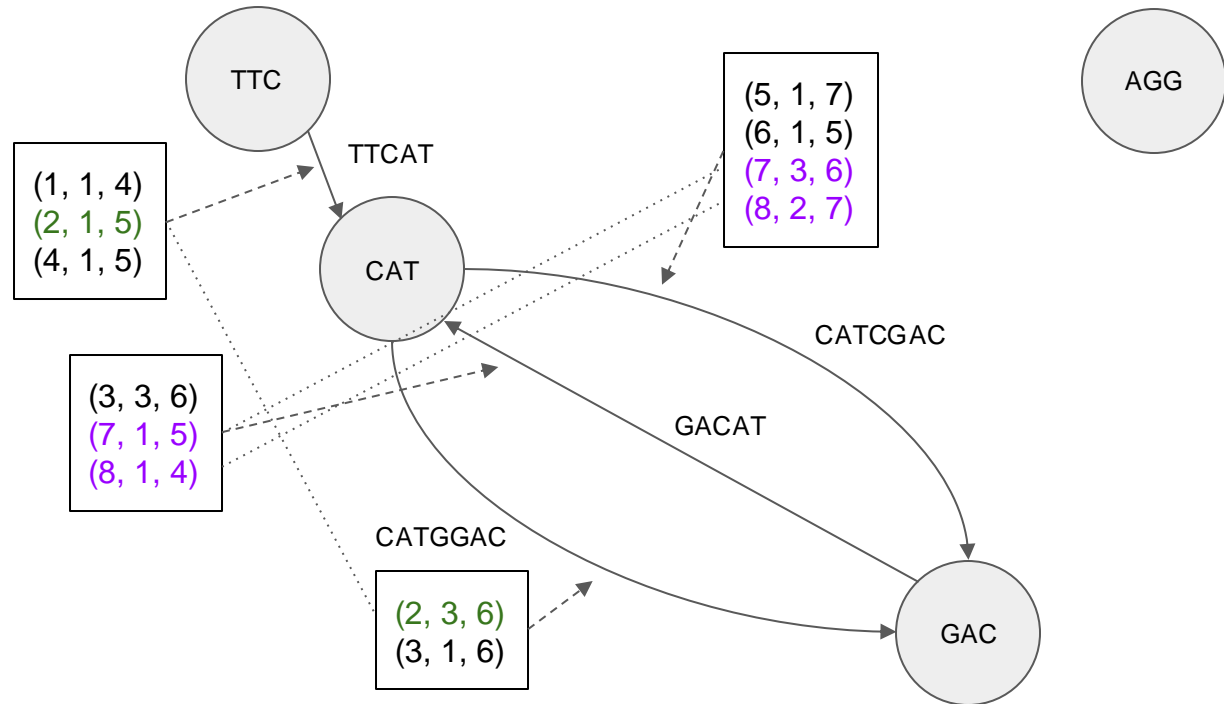 TTC
AGG
(5, 1, 7)
(6, 1, 5)
(7, 3, 6)
(8, 2, 7)
TTCAT
(1, 1, 4)
(2, 1, 5)
(4, 1, 5)
CAT
CATCGAC
(3, 3, 6)
(7, 1, 5)
(8, 1, 4)
GACAT
CATGGAC
(2, 3, 6)
(3, 1, 6)
GAC